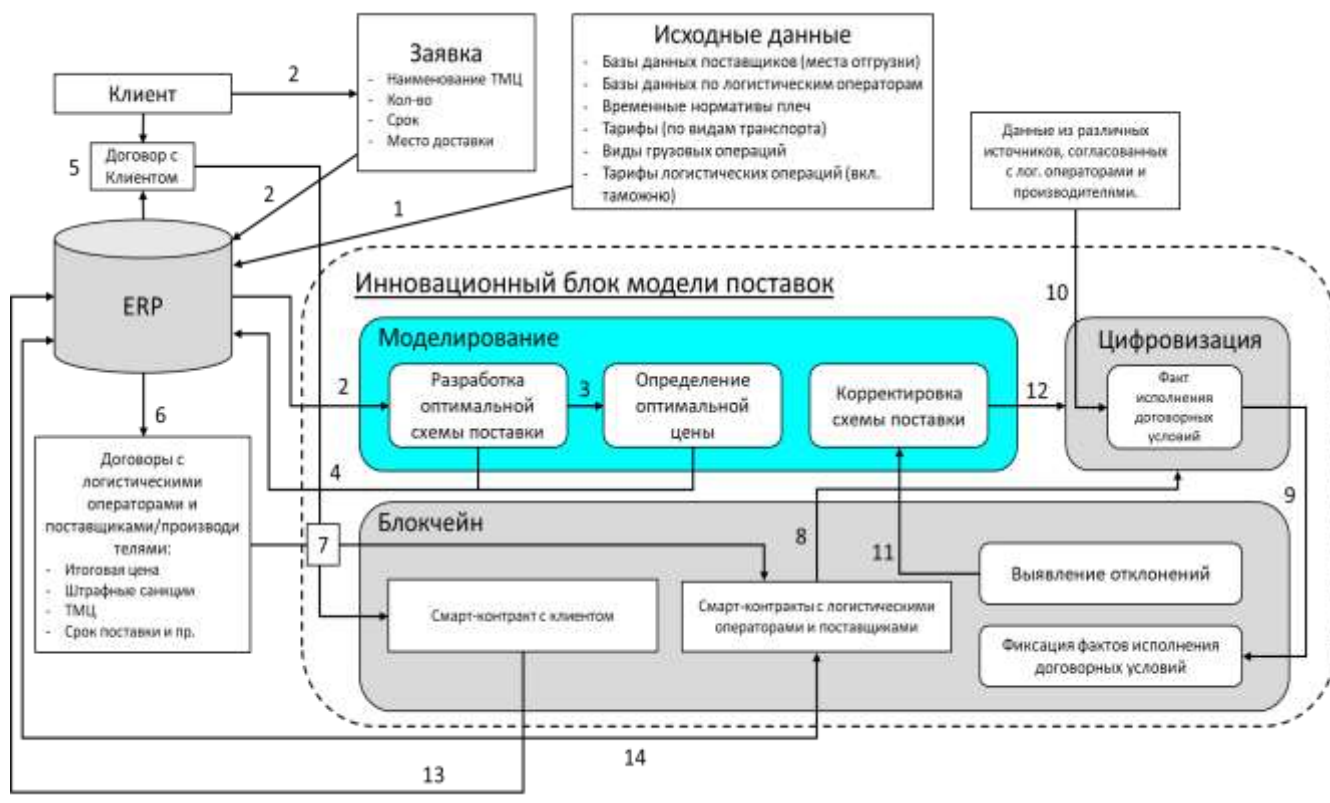 Клиент
2
Заявка
- Наименование ТМЦ
- Кол-во
- Срок
- Место доставки
Исходные данные
- Базы данных поставщиков (места отгрузки)
- Базы данных по логистическим операторам
- Временные нормативы плеч
- Тарифы (по видам транспорта)
- Виды грузовых операций
- Тарифы логистических операций (вкл.
таможню)
Данные из различных
источников, согласованных
с лог. операторами и
производителями.
5
Договор с
Клиентом
2
1
ERP
Инновационный блок модели поставок
10
Моделирование
2
Разработка
оптимальной
схемы поставки
3
Определение
оптимальной
цены
Корректировка
схемы поставки
12
Цифровизация
Факт
исполнения
договорных
условий
6
4
9
Договоры с
логистическими
операторами и
поставщиками/производи
телями:
- Итоговая цена
- Штрафные санкции
- ТМЦ
- Срок поставки и пр.
7
Блокчейн
8
11
Выявление отклонений
Смарт-контракт с клиентом
Смарт-контракты с логистическими
операторами и поставщиками
Фиксация фактов исполнения
договорных условий
13
14